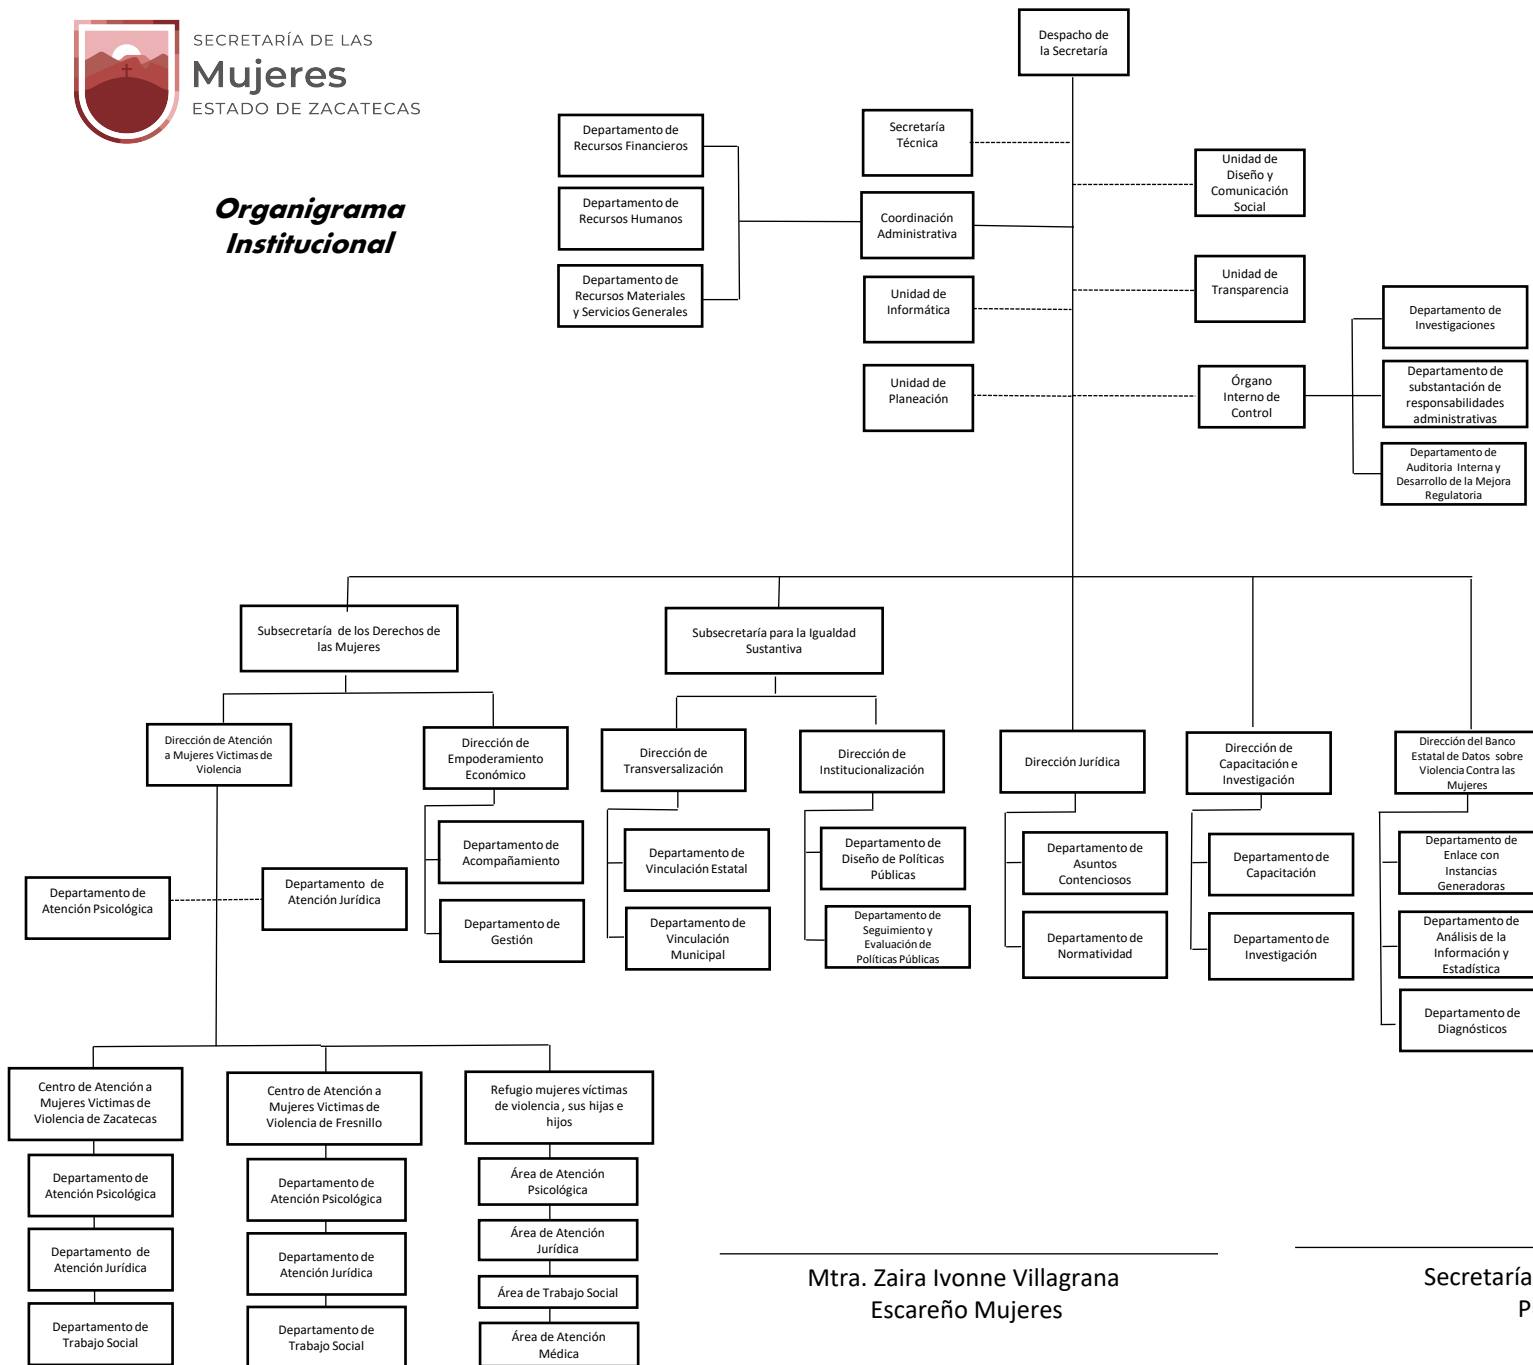 SECRETARÍA DE LAS
Mujeres
ESTADO DE ZACATECAS
Organigrama
Institucional
Despacho de
la Secretaría
Departamento de
Recursos Financieros
Departamento de
Recursos Humanos
Departamento de
Recursos Materiales
y Servicios Generales
Secretaría
Técnica
Coordinación
Administrativa
Unidad de
Informática
Unidad de
Planeación
Unidad de
Diseño y
Comunicación
Social
Unidad de
Transparencia
Órgano
Interno de
Control
Departamento de
Investigaciones
Departamento de
substantación de
responsabilidades
administrativas
Departamento de
Auditoria Interna y
Desarrollo de la Mejora
Regulatoria
Subsecretaría de los Derechos de
las Mujeres
Subsecretaría para la Igualdad
Sustantiva
Dirección de Atención
a Mujeres Victimas de
Violencia
Dirección de
Empoderamiento
Económico
Dirección de
Transversalización
Dirección de
Institucionalización
Dirección Jurídica
Dirección de
Capacitación e
Investigación
Dirección del Banco
Estatal de Datos sobre
Violencia Contra las
Mujeres
Departamento de
Atención Psicológica
Departamento de
Atención Jurídica
Departamento de
Acompañamiento
Departamento de
Gestión
Departamento de
Vinculación Estatal
Departamento de
Vinculación
Municipal
Departamento de
Diseño de Políticas
Públicas
Departamento de
Seguimiento y
Evaluación de
Políticas Públicas
Departamento de
Asuntos
Contenciosos
Departamento de
Normatividad
Departamento de
Capacitación
Departamento de
Investigación
Departamento de
Enlace con
Instancias
Generadoras
Departamento de
Análisis de la
Información y
Estadística
Departamento de
Diagnósticos
Centro de Atención a
Mujeres Victimas de
Violencia de Zacatecas
Departamento de
Atención Psicológica
Departamento de
Atención Jurídica
Departamento de
Trabajo Social
Centro de Atención a
Mujeres Victimas de
Violencia de Fresnillo
Departamento de
Atención Psicológica
Departamento de
Atención Jurídica
Departamento de
Trabajo Social
Refugio mujeres víctimas
de violencia , sus hijas e
hijos
Área de Atención
Psicológica
Área de Atención
Jurídica
Área de Trabajo Social
Área de Atención
Médica
Mtra. Zaira Ivonne Villagrana
Escareño Mujeres
Secretaría
P